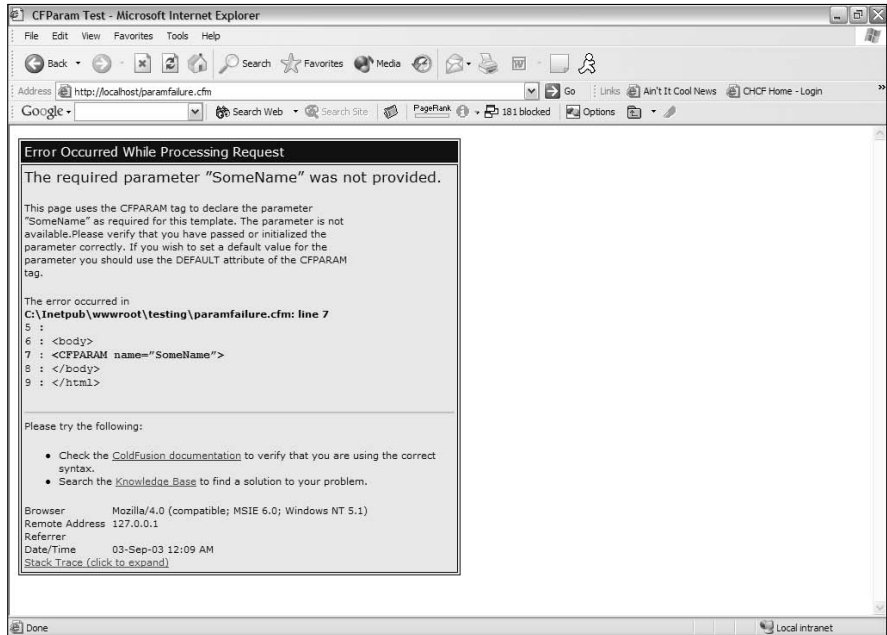 CFParam Test - Microsoft Internet Explorer
File Edit View Favorites Tools Help
Back Search Favorites Media
Address http://localhost/paramfailure.cfm Go Links Ain't It Cool News CHCF Home - Login »
Google Search Web Search Site PageRank 181 blocked Options
Error Occurred While Processing Request
The required parameter "SomeName" was not provided.
This page uses the CFPARAM tag to declare the parameter
"SomeName" as required for this template. The parameter is not
available.Please verify that you have passed or initialized the
parameter correctly. If you wish to set a default value for the
parameter you should use the DEFAULT attribute of the CFPARAM
tag.
The error occurred in
C:\Inetpub\wwwroot\testing\paramfailure.cfm: line 7
5 :
6 : <body>
7 : <CFPARAM name="SomeName">
8 : </body>
9 : </html>
Please try the following:
• Check the ColdFusion documentation to verify that you are using the correct
syntax.
• Search the Knowledge Base to find a solution to your problem.
Browser Mozilla/4.0 (compatible; MSIE 6.0; Windows NT 5.1)
Remote Address 127.0.0.1
Referrer
Date/Time 03-Sep-03 12:09 AM
Stack Trace (click to expand)
Done Local intranet